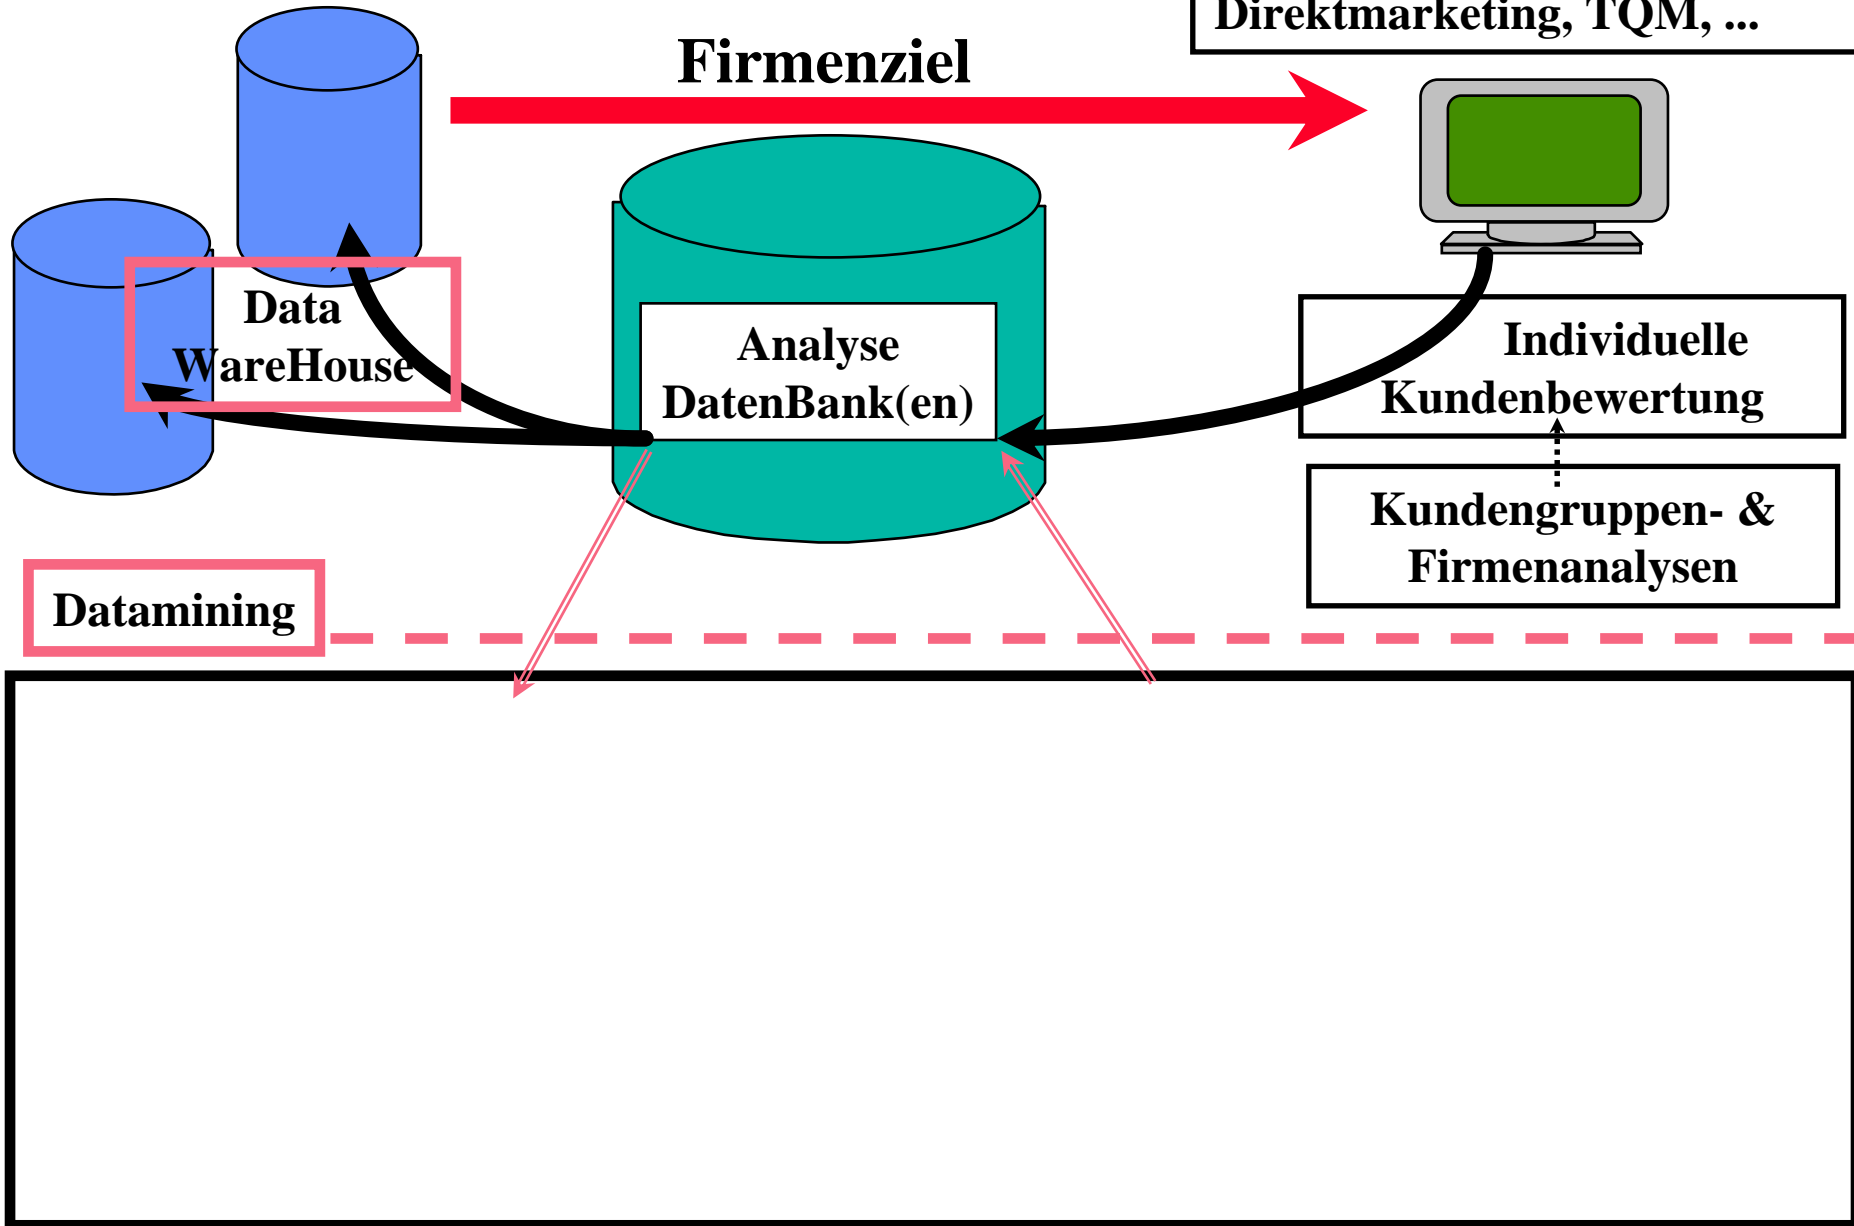 Direktmarketing, TQM, ...
Firmenziel
Data
WareHouse
Analyse
DatenBank(en)
Individuelle
Kundenbewertung
Kundengruppen- &
Firmenanalysen
Datamining